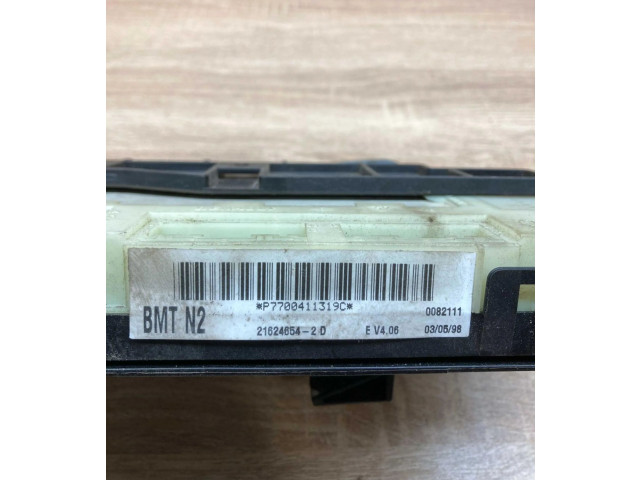 *P7700411319C*
0082111
BMT N2
21624654-2 D E V4.06 03/05/98